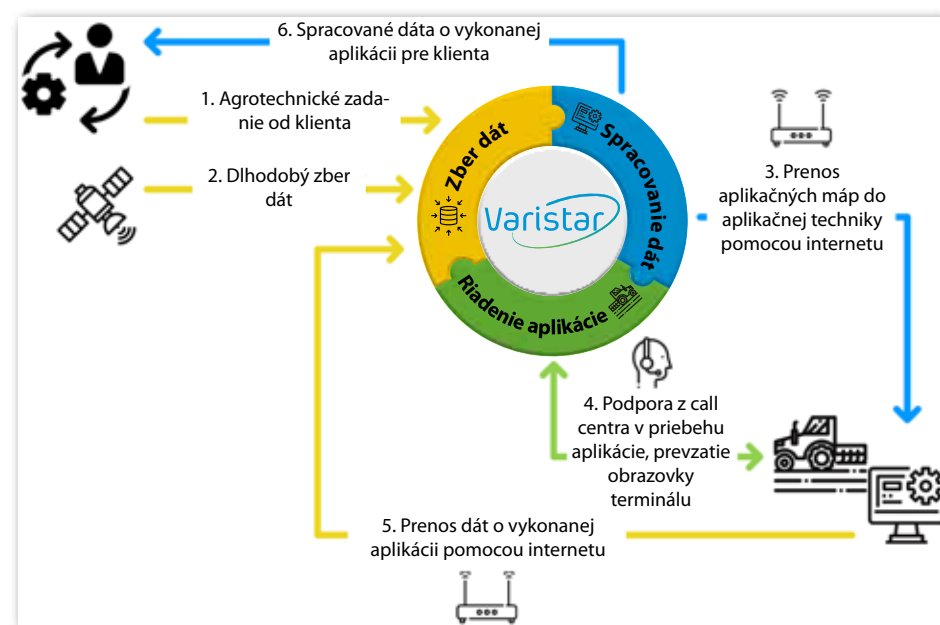 6. Spracované dáta o vykonanej
aplikácii pre klienta
1. Agrotechnické zada-
nie od klienta
2. Dlhodobý zber
dát
Zber dát
Spracovanie dát
Riadenie aplikácie
Varistar
3. Prenos
aplikačných máp do
aplikačnej techniky
pomocou internetu
4. Podpora z call
centra v priebehu
aplikácie, prevzatie
obrazovky
terminálu
5. Prenos dát o vykonanej
aplikácii pomocou internetu